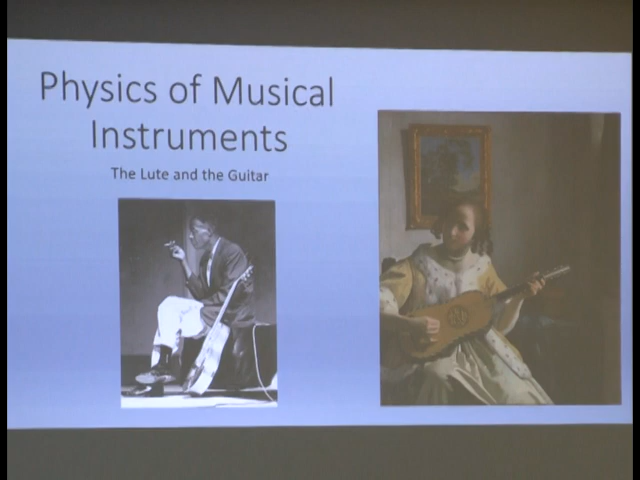 Physics of Musical
Instruments
The Lute and the Guitar